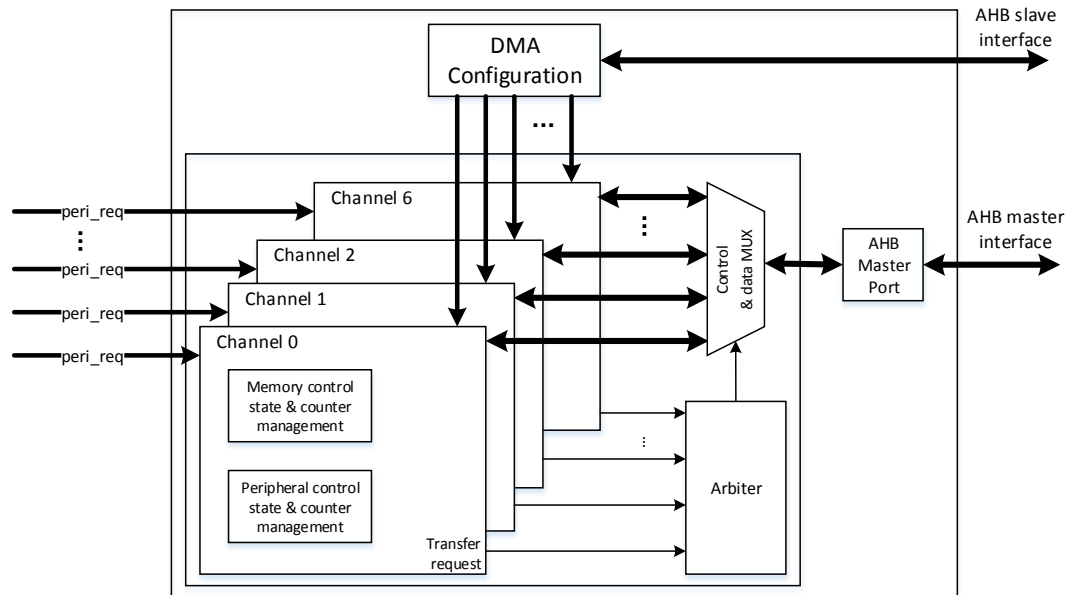 AHB slave
interface
DMA
Configuration
...
Channel 6
peri_req
...
...
Channel 2
peri_req
Channel 1
peri_req
Channel 0
peri_req
Control
& data MUX
AHB
Master
Port
AHB master
interface
Memory control
state & counter
management
...
Peripheral control
state & counter
management
Arbiter
Transfer
request